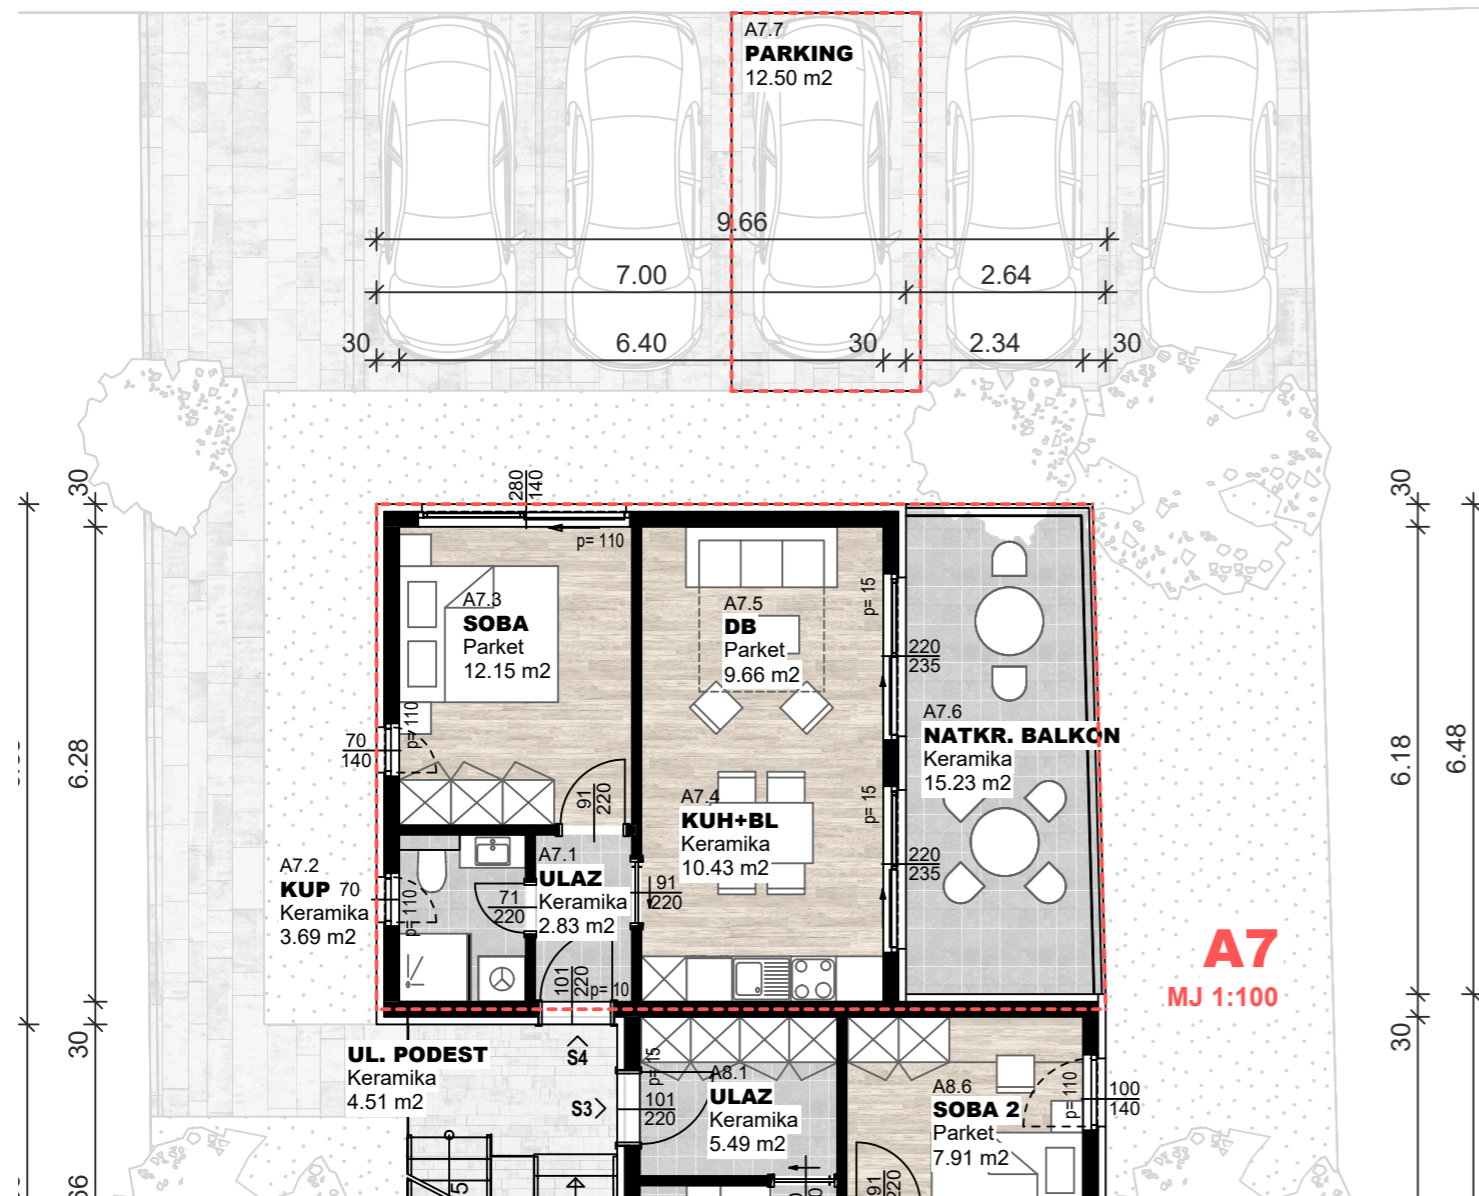 A7.7
PARKING
12.50 m2
9.66
7.00
2.64
30
6.40
30
2.34
30
30
280
140
30
p= 110
A7.3
SOBA
Parket
12.15 m2
A7.5
DB
Parket
9.66 m2
p= 15
220
235
A7.6
NATKR. BALKON
Keramika
15.23 m2
p= 110
70
140
6.28
6.18
6.48
91
220
A7.4
KUH+BL
Keramika
10.43 m2
p= 15
220
235
A7.2
KUP
Keramika
3.69 m2
70
p= 110
A7.1
ULAZ
Keramika
2.83 m2
71
220
91
220
101
220
p= 10
A7
MJ 1:100
30
30
UL. PODEST
Keramika
4.51 m2
S4
S3
p= 15
101
220
A8.1
ULAZ
Keramika
5.49 m2
A8.6
SOBA 2
Parket
7.91 m2
p= 110
100
140
91
220
5